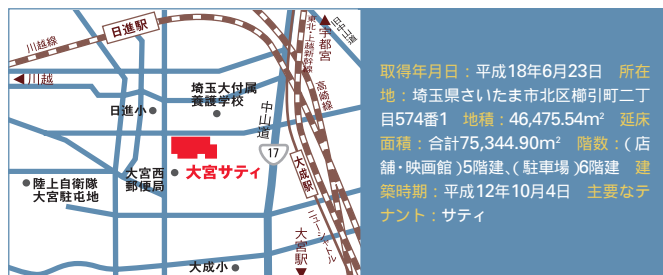 日進駅
川越線
川越
東北・上越新幹線
宇都宮
旧中山道
高崎線
埼玉大付属
養護学校
日進小
中山道
17
大成駅
大宮サティ
大宮西
郵便局
陸上自衛隊
大宮駐屯地
ニューシャトル
大宮駅
大成小
取得年月日：平成18年6月23日　所在
地：埼玉県さいたま市北区櫛引町二丁
目574番1　地積：46,475.54m²　延床
面積：合計75,344.90m²　階数：（店
舗・映画館）5階建、（駐車場）6階建　建
築時期：平成12年10月4日　主要なテ
ナント：サティ